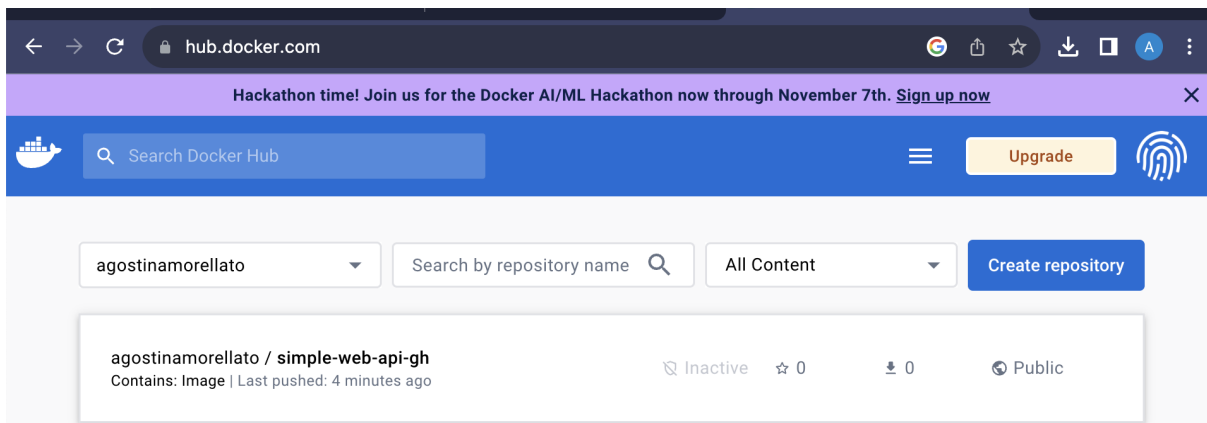 hub.docker.com
A
Hackathon time! Join us for the Docker AI/ML Hackathon now through November 7th. Sign up now
Search Docker Hub
Upgrade
agostinamorellato
Search by repository name
All Content
Create repository
agostinamorellato / simple-web-api-gh
Inactive
0
0
Public
Contains: Image | Last pushed: 4 minutes ago